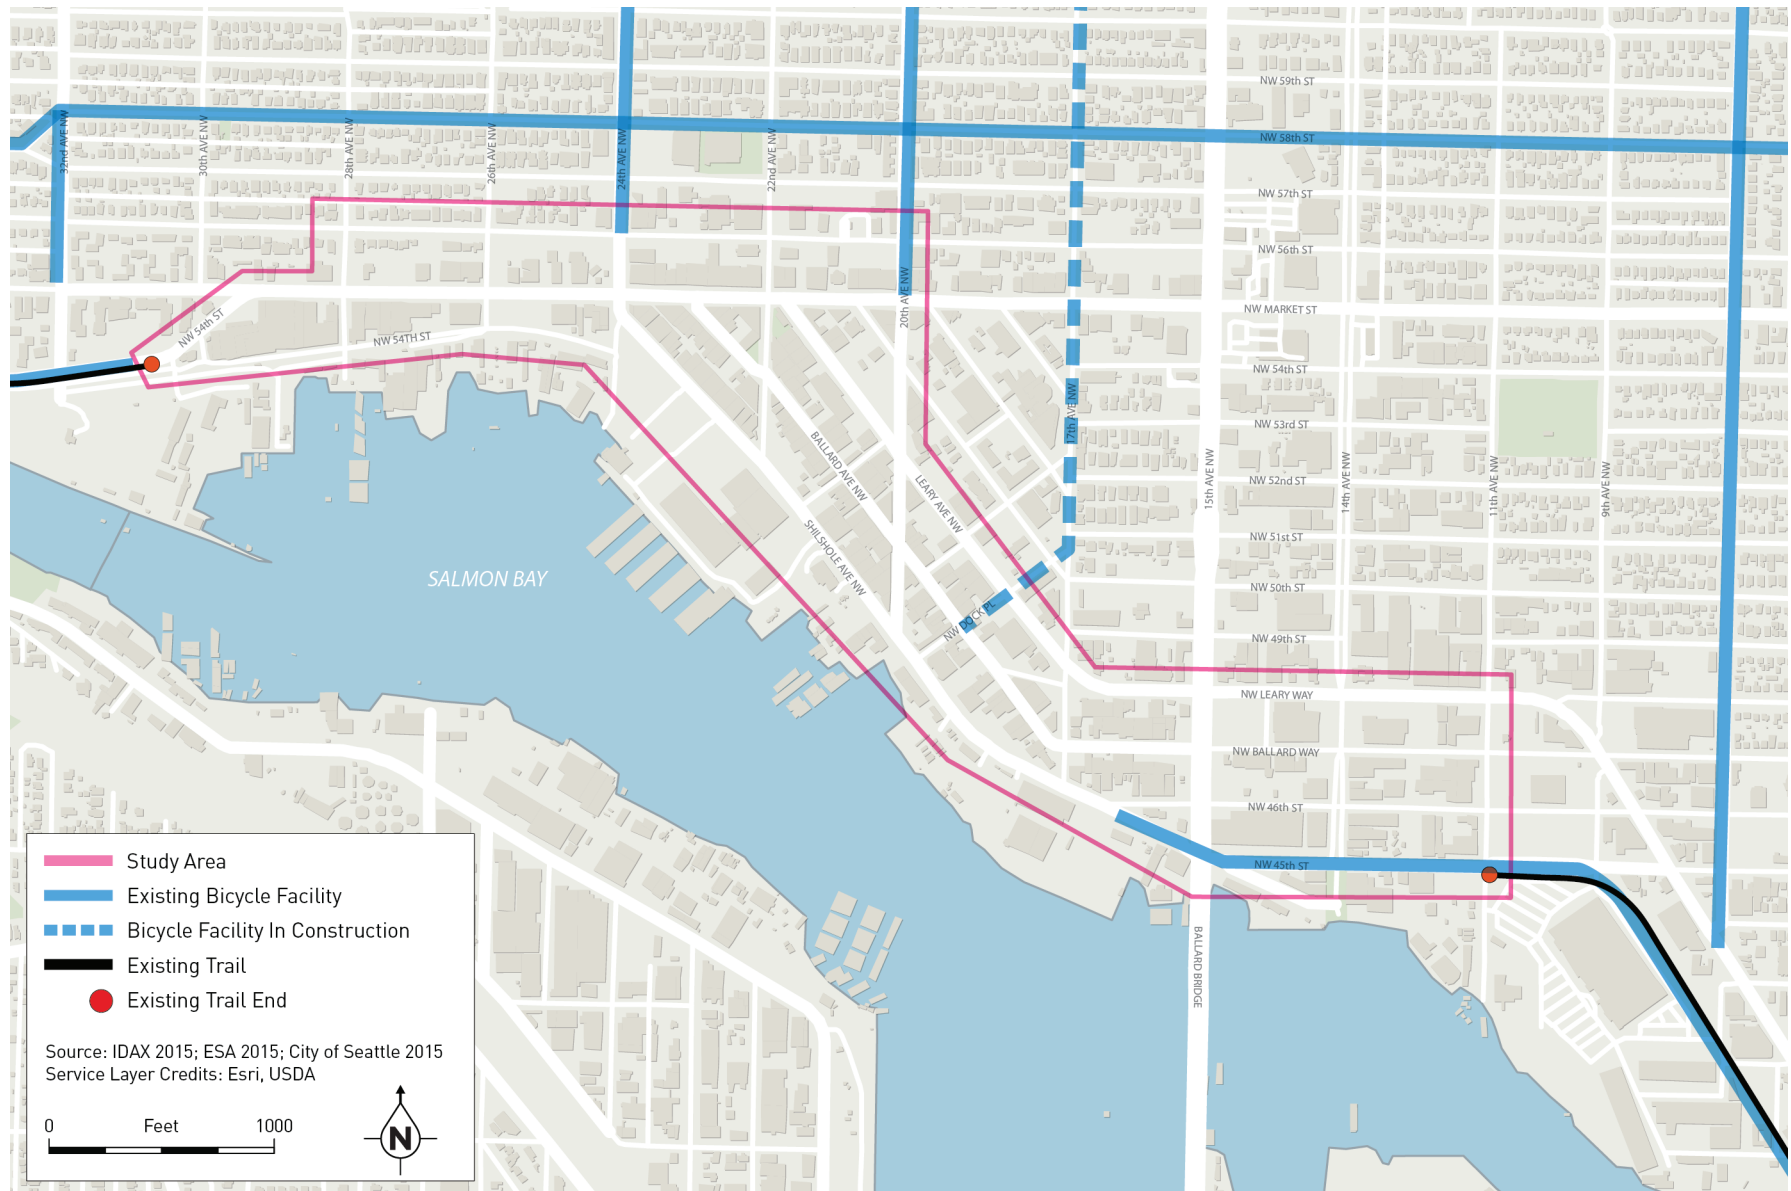 NW 59th ST
NW 58th ST
32nd AVE NW
30th AVE NW
28th AVE NW
26th AVE NW
24th AVE NW
22nd AVE NW
NW 57th ST
NW 56th ST
20th AVE NW
NW MARKET ST
NW 54th ST
NW 54TH ST
NW 54th ST
17th AVE NW
NW 53rd ST
BALLARD AVE NW
LEARY AVE NW
15th AVE NW
14th AVE NW
11th AVE NW
9th AVE NW
NW 52nd ST
SHILSHOLE AVE NW
NW 51st ST
SALMON BAY
NW 50th ST
NW DOCK PL
NW 49th ST
NW LEARY WAY
NW BALLARD WAY
NW 46th ST
NW 45th ST
BALLARD BRIDGE
Study Area
Existing Bicycle Facility
Bicycle Facility In Construction
Existing Trail
Existing Trail End
Source: IDAX 2015; ESA 2015; City of Seattle 2015
Service Layer Credits: Esri, USDA
0 Feet 1000
N